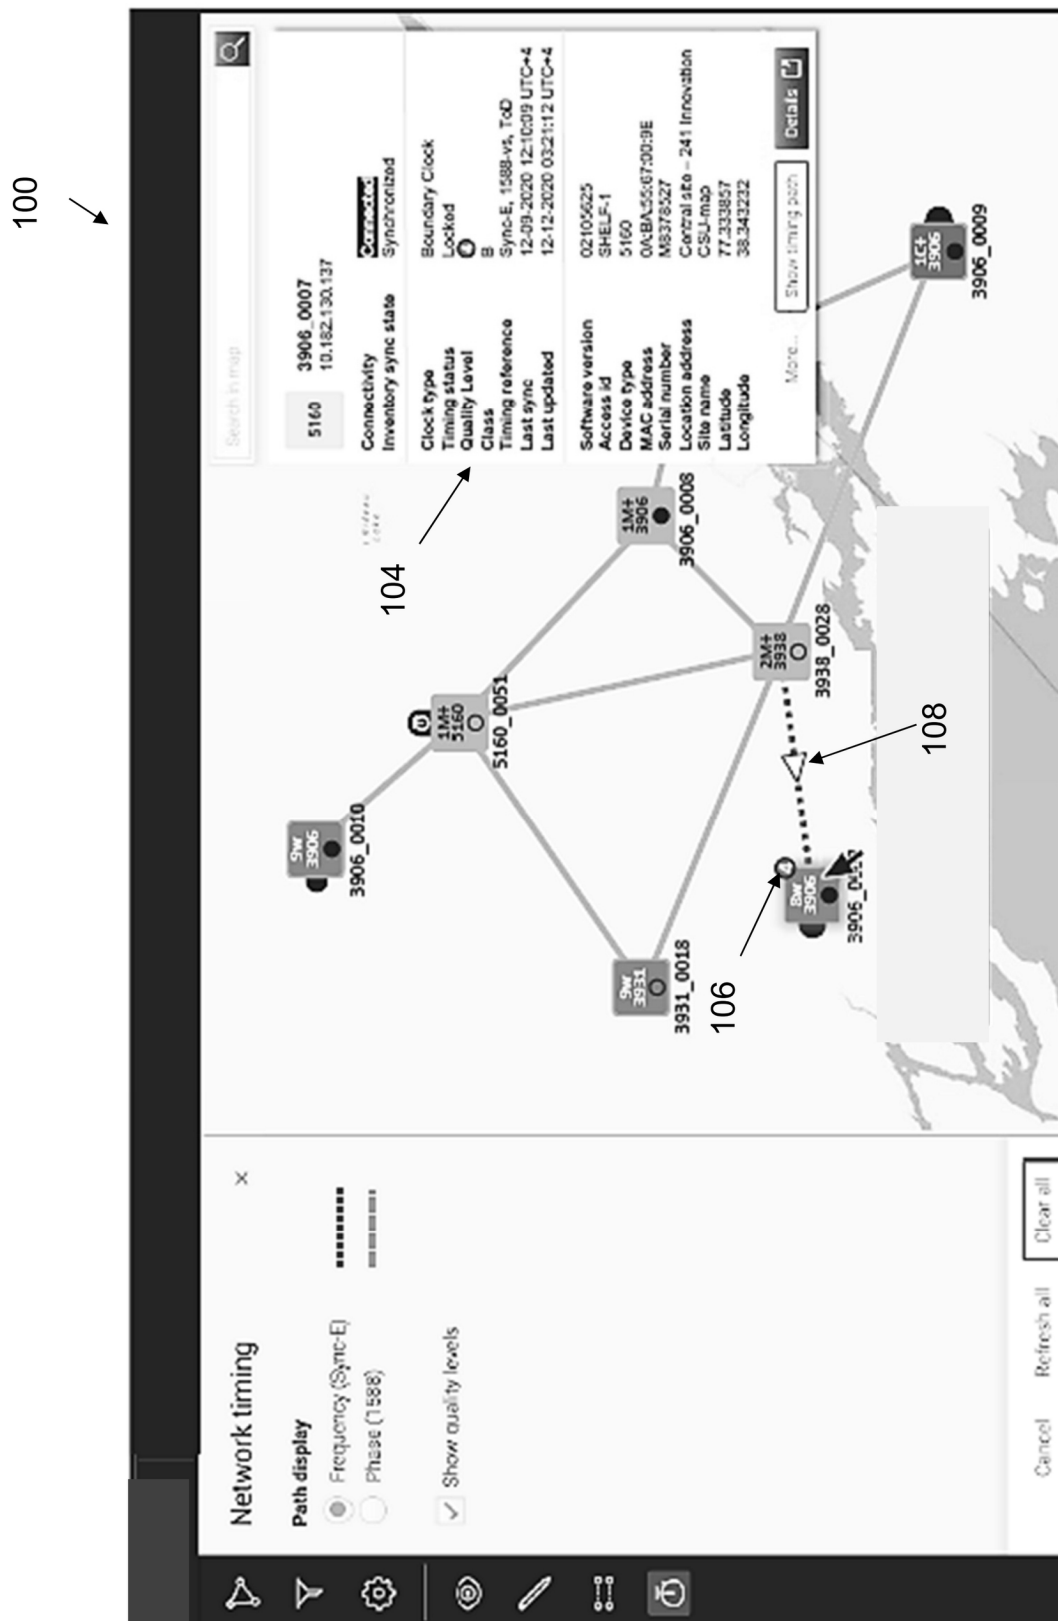 100
Network timing
×
Path display
Frequency (Sync-E)
Phase (1588)
Show quality levels
Cancel
Refresh all
Clear all
Search in map
9w
3906
3906_0010
1M+
5160
5160_0051
1M+
3906
3906_0008
9w
3931
3931_0018
2M+
3938
3938_0028
8w
3906
1C+
3906
3906_0009
104
106
108
5160
3906_0007
10.182.130.137
Connectivity Connected
Inventory sync state Synchronized
Clock type Boundary Clock
Timing status Locked
Quality Level
Class B
Timing reference Sync-E, 1588-vs, ToD
Last sync 12-09-2020 12:10:09 UTC+4
Last updated 12-12-2020 03:21:12 UTC+4
Software version 02105625
Access id SHELF-1
Device type 5160
MAC address 0A:BA:55:67:00:9E
Serial number M8378527
Location address Central site – 241 Innovation
Site name CSU-map
Latitude 77.333857
Longitude 38.343232
More...
Show timing path
Details